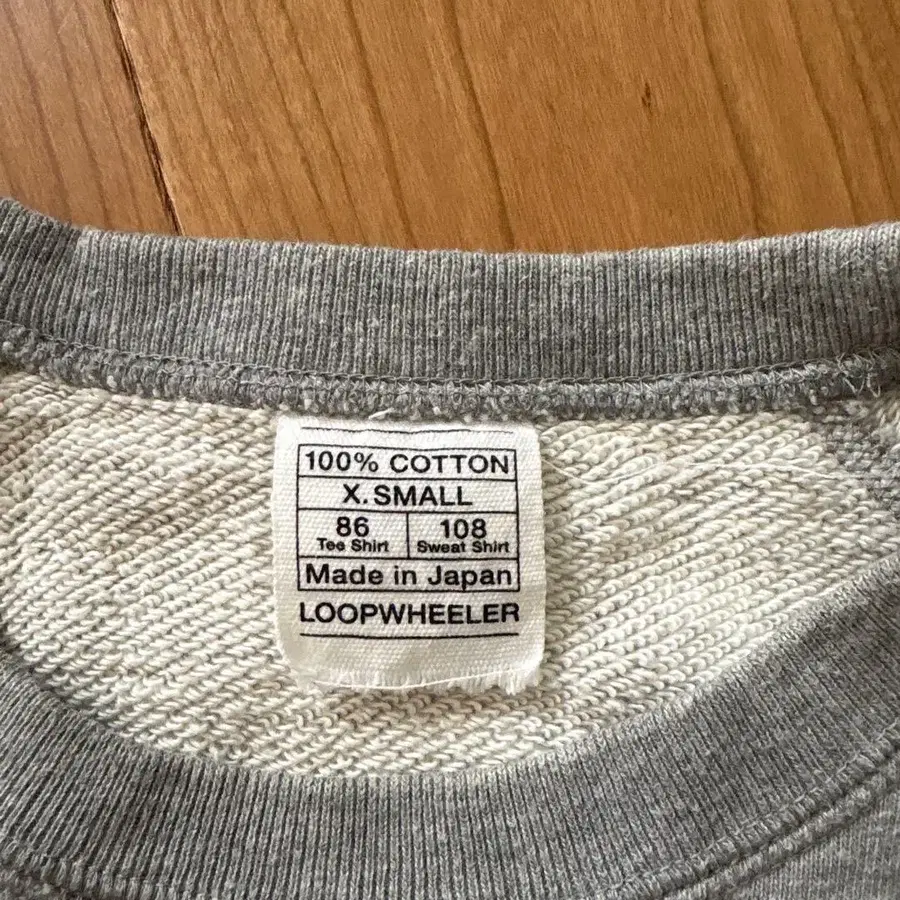 100% COTTON
X. SMALL
86 108
Tee Shirt Sweat Shirt
Made in Japan
LOOPWHEELER